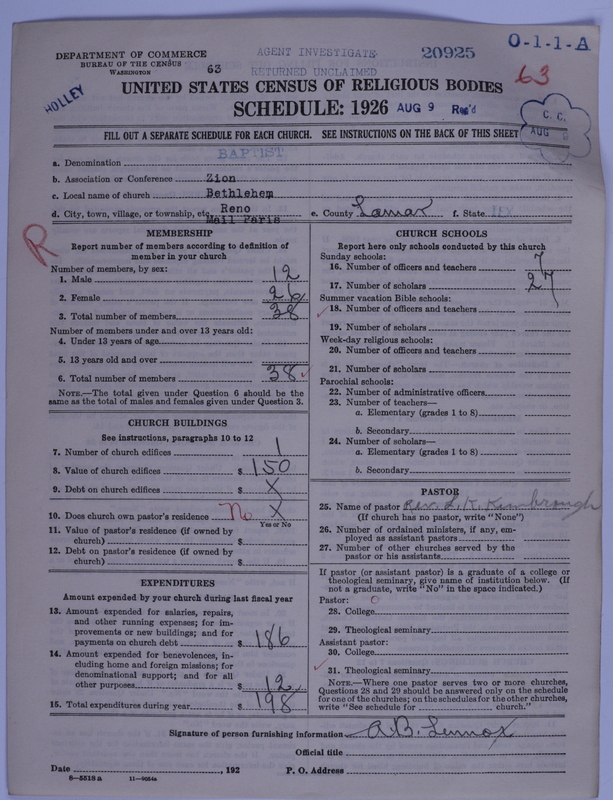 O-1-1-A
DEPARTMENT OF COMMERCE
BUREAU OF THE CENSUS
WASHINGTON
63
AGENT INVESTIGATE
RETURNED UNCLAIMED
20925
63
HOLLEY
UNITED STATES CENSUS OF RELIGIOUS BODIES
SCHEDULE: 1926 AUG 9 Rec'd
C. C.
AUG
FILL OUT A SEPARATE SCHEDULE FOR EACH CHURCH. SEE INSTRUCTIONS ON THE BACK OF THIS SHEET
a. Denomination BAPTIST
b. Association or Conference Zion
c. Local name of church Bethlehem
d. City, town, village, or township, etc. Reno e. County Lamar f. State TEX
Mail Paris
R
MEMBERSHIP
Report number of members according to definition of
member in your church
Number of members, by sex:
1. Male 12
2. Female 26
3. Total number of members 38
Number of members under and over 13 years old:
4. Under 13 years of age
5. 13 years old and over
6. Total number of members 38
NOTE.—The total given under Question 6 should be
same as the total of males and females given under Question 3.
CHURCH BUILDINGS
See instructions, paragraphs 10 to 12
7. Number of church edifices 1
8. Value of church edifices $ 150
9. Debt on church edifices $ X
10. Does church own pastor's residence No X
Yes or No
11. Value of pastor's residence (if owned by
church) $
12. Debt on pastor's residence (if owned by
church) $
EXPENDITURES
Amount expended by your church during last fiscal year
13. Amount expended for salaries, repairs,
and other running expenses; for im-
provements or new buildings; and for
payments on church debt $ 186
14. Amount expended for benevolences, in-
cluding home and foreign missions; for
denominational support; and for all
other purposes $ 12
15. Total expenditures during year $ 198
CHURCH SCHOOLS
Report here only schools conducted by this church
Sunday schools:
16. Number of officers and teachers 7
17. Number of scholars 27
Summer vacation Bible schools:
18. Number of officers and teachers
19. Number of scholars
Week-day religious schools:
20. Number of officers and teachers
21. Number of scholars
Parochial schools:
22. Number of administrative officers
23. Number of teachers—
a. Elementary (grades 1 to 8)
b. Secondary
24. Number of scholars—
a. Elementary (grades 1 to 8)
b. Secondary
PASTOR
25. Name of pastor Rev. L. K. Kimbrough
(If church has no pastor, write "None")
26. Number of ordained ministers, if any, em-
ployed as assistant pastors
27. Number of other churches served by the
pastor or his assistants
If pastor (or assistant pastor) is a graduate of a college or
theological seminary, give name of institution below. (If
not a graduate, write "No" in the space indicated.)
Pastor: O
28. College
29. Theological seminary
Assistant pastor:
30. College
31. Theological seminary
NOTE.—Where one pastor serves two or more churches,
Questions 28 and 29 should be answered only on the schedule
for one of the churches; on the schedules for the other churches,
write "See schedule for church."
Signature of person furnishing information A.B. Lennox
Official title
Date , 192 P. O. Address
8—5518a 11—9054a